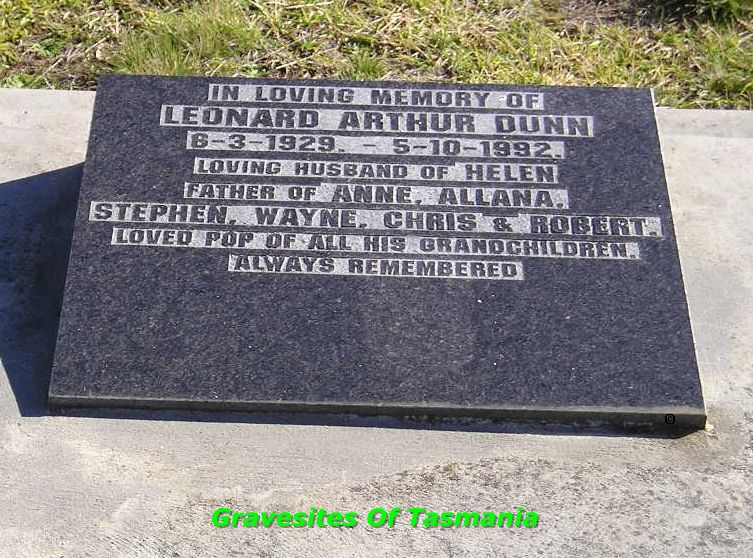 IN LOVING MEMORY OF
LEONARD ARTHUR DUNN
6-3-1929. - 5-10-1992.
LOVING HUSBAND OF HELEN
FATHER OF ANNE, ALLANA,
STEPHEN, WAYNE, CHRIS & ROBERT.
LOVED POP OF ALL HIS GRANDCHILDREN.
ALWAYS REMEMBERED
Gravesites Of Tasmania